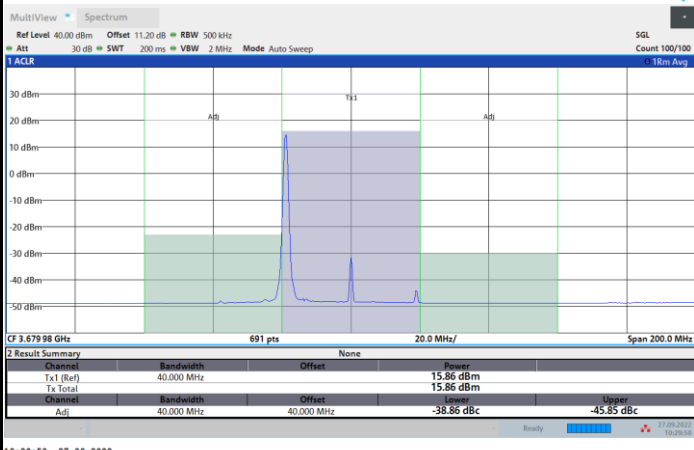 MultiView Spectrum
Ref Level 40.00 dBm Offset 11.20 dB RBW 500 kHz SGL
Att 30 dB SWT 200 ms VBW 2 MHz Mode Auto Sweep Count 100/100
1 ACLR 1Rm Avg
30 dBm
Tx1
20 dBm Adj Adj
10 dBm
0 dBm
-10 dBm
-20 dBm
-30 dBm
-40 dBm
-50 dBm
CF 3.679 98 GHz 691 pts 20.0 MHz/ Span 200.0 MHz
2 Result Summary None
Channel Bandwidth Offset Power
Tx1 (Ref) 40.000 MHz 15.86 dBm
Tx Total 15.86 dBm
Channel Bandwidth Offset Lower Upper
Adj 40.000 MHz 40.000 MHz -38.86 dBc -45.85 dBc
Ready 27.09.2022
10:29:50